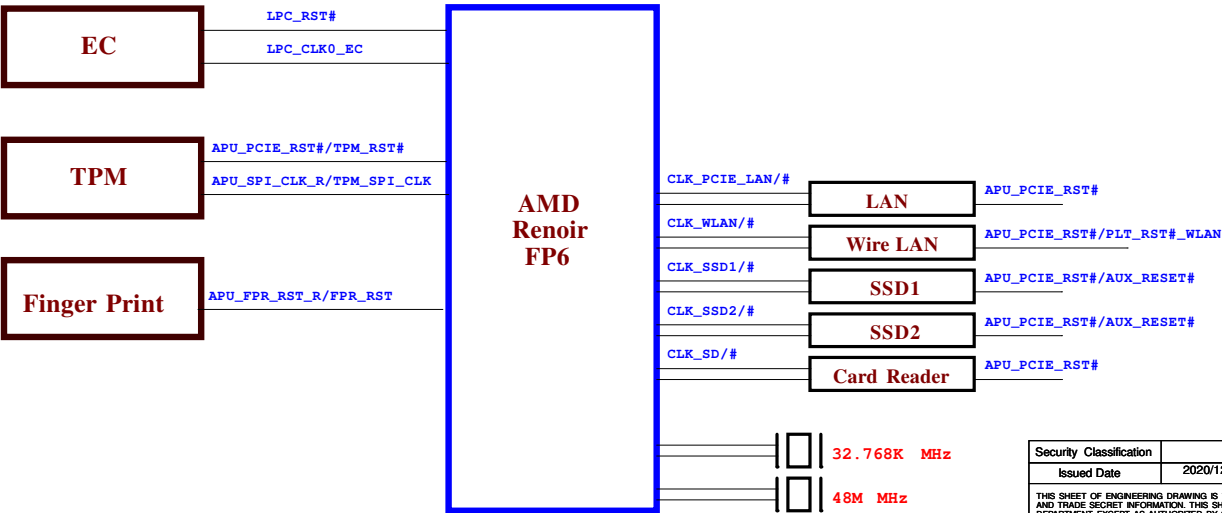 LPC_RST#
EC
LPC_CLK0_EC
APU_PCIE_RST#/TPM_RST#
TPM
APU_SPI_CLK_R/TPM_SPI_CLK
Finger Print
APU_FPR_RST_R/FPR_RST
AMD
Renoir
FP6
CLK_PCIE_LAN/#
LAN
APU_PCIE_RST#
CLK_WLAN/#
Wire LAN
APU_PCIE_RST#/PLT_RST#_WLAN
CLK_SSD1/#
SSD1
APU_PCIE_RST#/AUX_RESET#
CLK_SSD2/#
SSD2
APU_PCIE_RST#/AUX_RESET#
CLK_SD/#
Card Reader
APU_PCIE_RST#
32.768K MHz
48M MHz
Security Classification
Issued Date 2020/12
THIS SHEET OF ENGINEERING DRAWING IS
AND TRADE SECRET INFORMATION. THIS SH